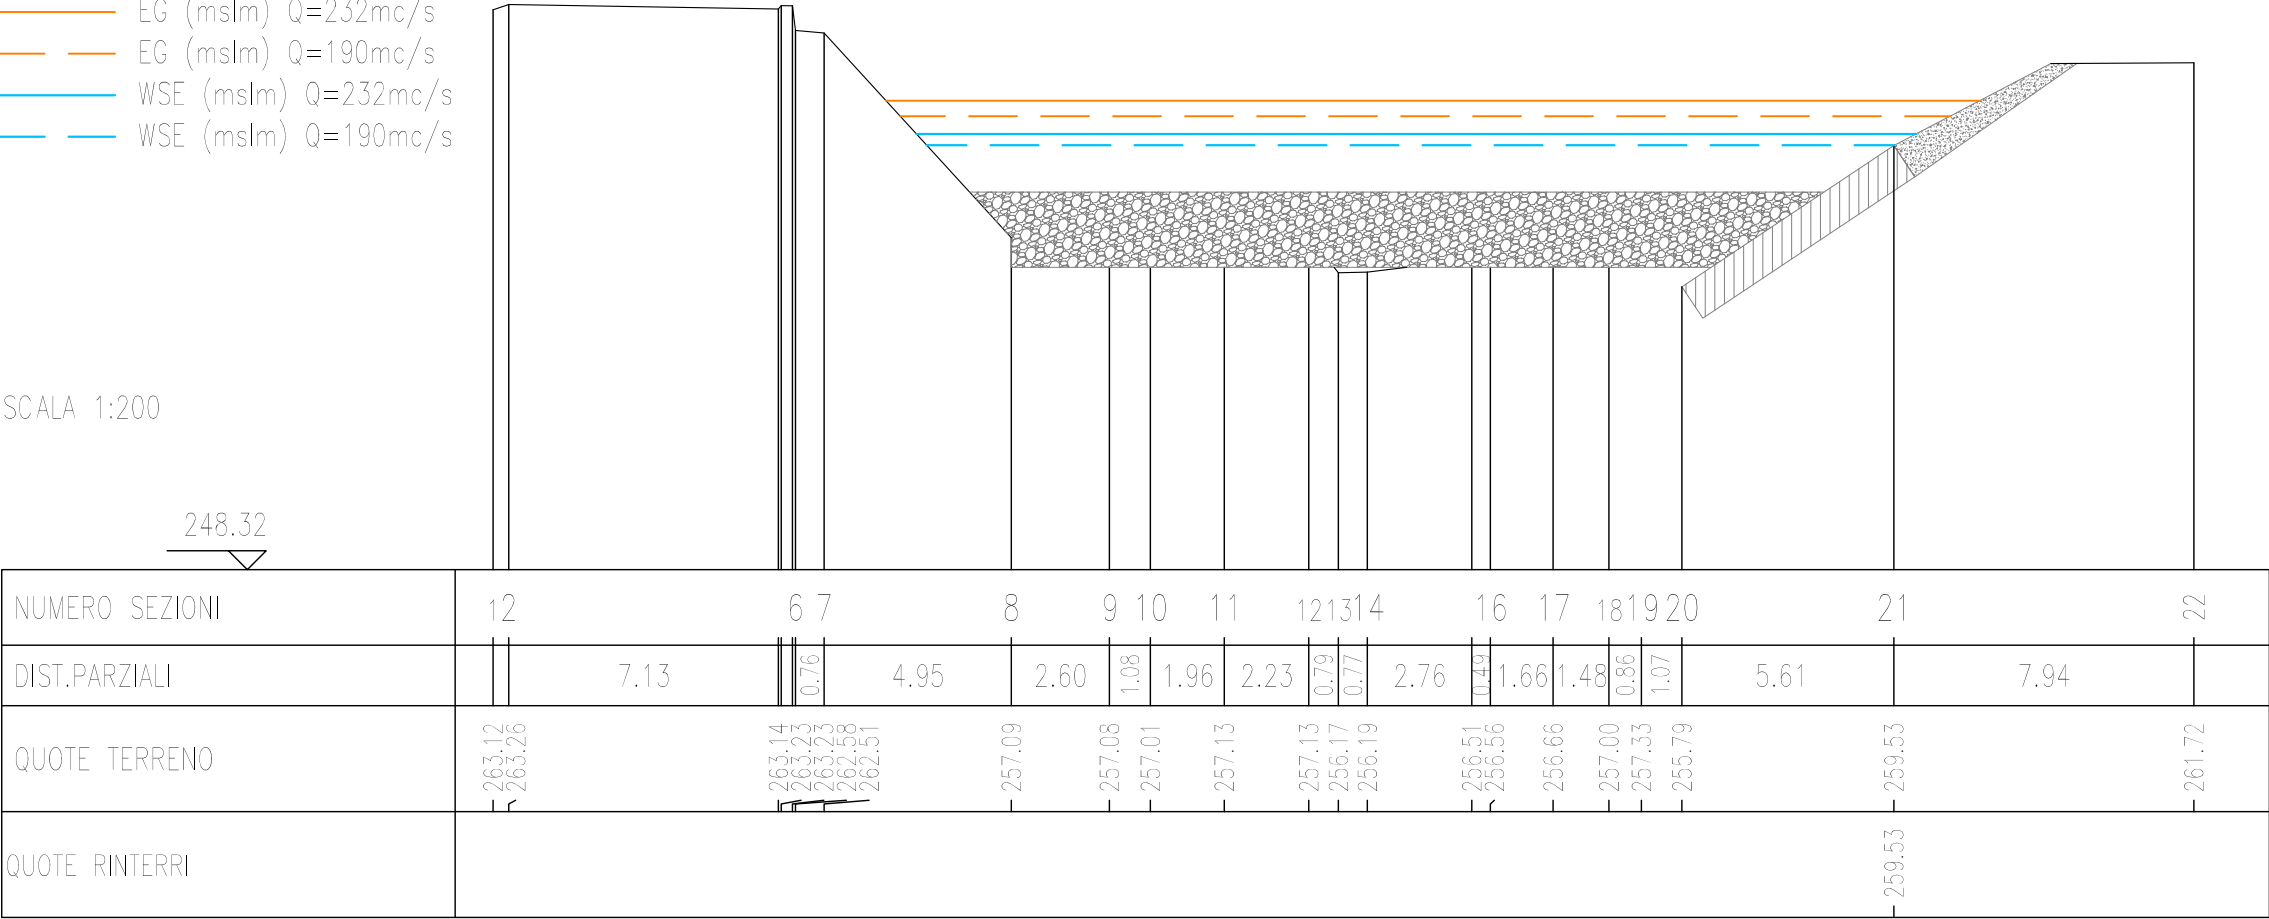 EG (mslm) Q=232mc/s
EG (mslm) Q=190mc/s
WSE (mslm) Q=232mc/s
WSE (mslm) Q=190mc/s
SCALA 1:200
248.32
NUMERO SEZIONI 1 2 6 7 8 9 10 11 12 13 14 16 17 18 19 20 21 22
DIST.PARZIALI 7.13 0.76 4.95 2.60 1.08 1.96 2.23 0.79 0.77 2.76 0.49 1.66 1.48 0.86 1.07 5.61 7.94
QUOTE TERRENO 263.12 263.26 263.14 263.23 263.23 262.58 262.51 257.09 257.08 257.01 257.13 257.13 256.17 256.19 256.51 256.56 256.66 257.00 257.33 255.79 259.53 261.72
QUOTE RINTERRI 259.53